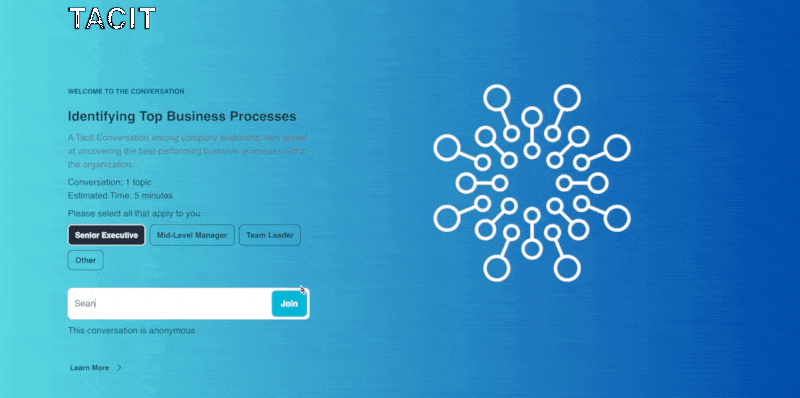 TACIT
WELCOME TO THE CONVERSATION
Identifying Top Business Processes
A Tacit Conversation among company leadership, take aimed
at uncovering the best-performing business processes within
the organization...
Conversation: 1 topic
Estimated Time: 5 minutes
Please select all that apply to you:
Senior Executive Mid-Level Manager Team Leader
Other
Sean Join
This conversation is anonymous
Learn More